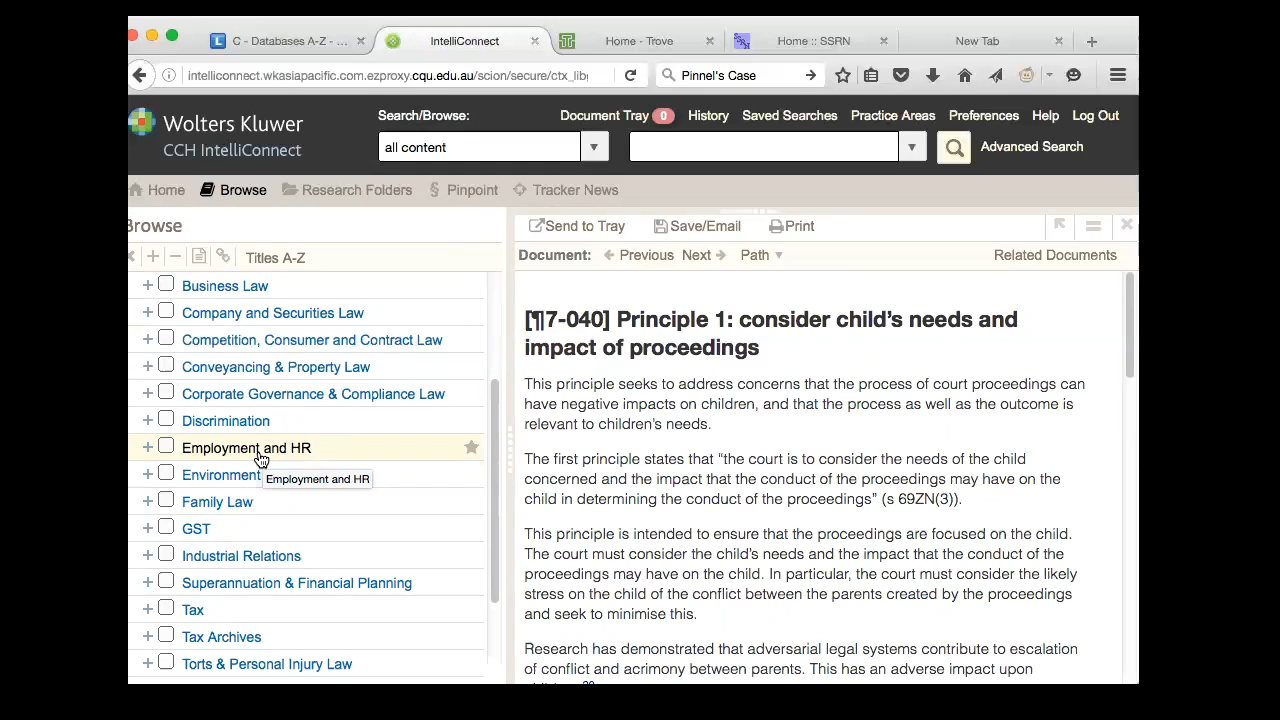 C - Databases A-Z - ...
IntelliConnect
Home - Trove
Home :: SSRN
New Tab
intelliconnect.wkasiapacific.com.ezproxy.cqu.edu.au/scion/secure/ctx_lib
Pinnel's Case
Wolters Kluwer
CCH IntelliConnect
Search/Browse:
Document Tray 0
History
Saved Searches
Practice Areas
Preferences
Help
Log Out
all content
Advanced Search
Home
Browse
Research Folders
§ Pinpoint
Tracker News
Browse
Titles A-Z
Business Law
Company and Securities Law
Competition, Consumer and Contract Law
Conveyancing & Property Law
Corporate Governance & Compliance Law
Discrimination
Employment and HR
Environment
Employment and HR
Family Law
GST
Industrial Relations
Superannuation & Financial Planning
Tax
Tax Archives
Torts & Personal Injury Law
Send to Tray
Save/Email
Print
Document:
Previous
Next
Path
Related Documents
[¶7-040] Principle 1: consider child's needs and
impact of proceedings
This principle seeks to address concerns that the process of court proceedings can
have negative impacts on children, and that the process as well as the outcome is
relevant to children's needs.
The first principle states that “the court is to consider the needs of the child
concerned and the impact that the conduct of the proceedings may have on the
child in determining the conduct of the proceedings” (s 69ZN(3)).
This principle is intended to ensure that the proceedings are focused on the child.
The court must consider the child's needs and the impact that the conduct of the
proceedings may have on the child. In particular, the court must consider the likely
stress on the child of the conflict between the parents created by the proceedings
and seek to minimise this.
Research has demonstrated that adversarial legal systems contribute to escalation
of conflict and acrimony between parents. This has an adverse impact upon